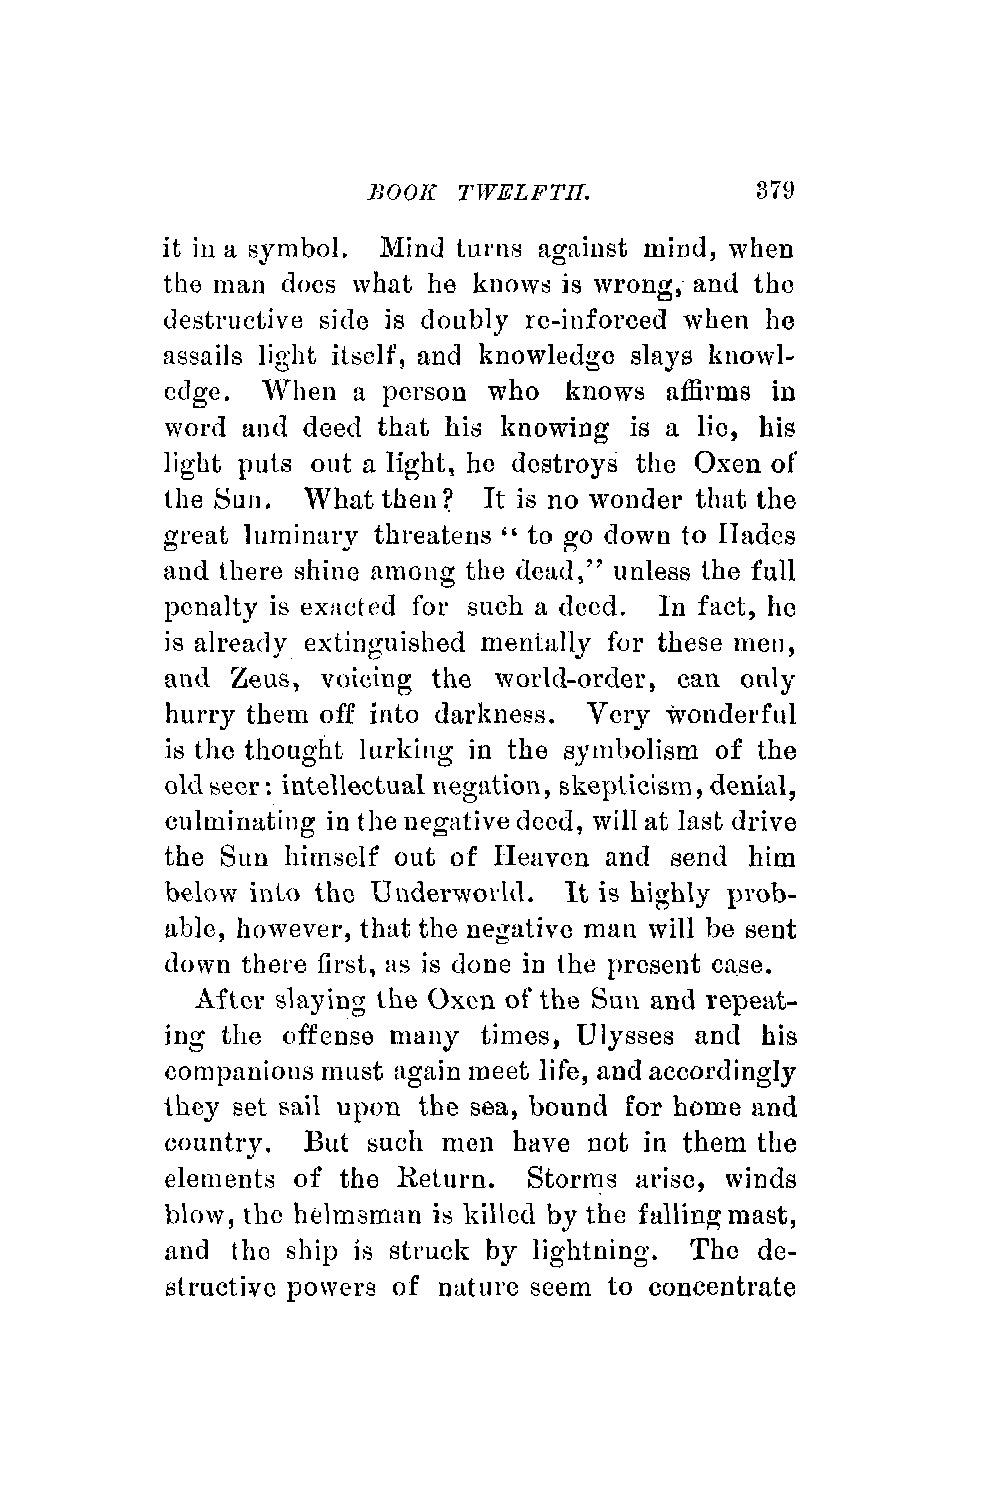 BOOK TWELFTH. 379
it in a symbol. Mind turns against mind, when
the man does what he knows is wrong, and the
destructive side is doubly re-inforced when he
assails light itself, and knowledge slays knowl-
edge. When a person who knows affirms in
word and deed that his knowing is a lie, his
light puts out a light, he destroys the Oxen of
the Sun. What then? It is no wonder that the
great luminary threatens “ to go down to Hades
and there shine among the dead,” unless the full
penalty is exacted for such a deed. In fact, he
is already extinguished mentally for these men,
and Zeus, voicing the world-order, can only
hurry them off into darkness. Very wonderful
is the thought lurking in the symbolism of the
old seer: intellectual negation, skepticism, denial,
culminating in the negative deed, will at last drive
the Sun himself out of Heaven and send him
below into the Underworld. It is highly prob-
able, however, that the negative man will be sent
down there first, as is done in the present case.
After slaying the Oxen of the Sun and repeat-
ing the offense many times, Ulysses and his
companions must again meet life, and accordingly
they set sail upon the sea, bound for home and
country. But such men have not in them the
elements of the Return. Storms arise, winds
blow, the helmsman is killed by the falling mast,
and the ship is struck by lightning. The de-
structive powers of nature seem to concentrate